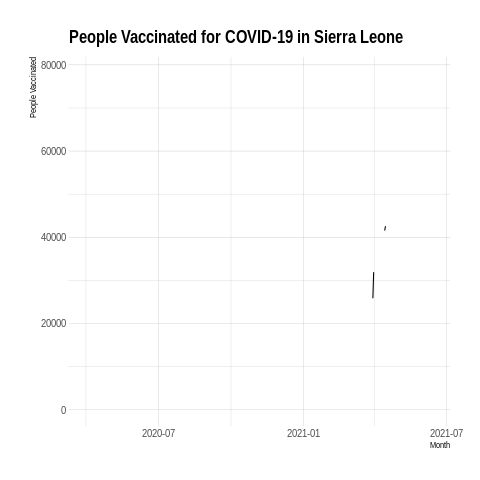 People Vaccinated for COVID-19 in Sierra Leone
People Vaccinated
80000
60000
40000
20000
0
2020-07 2021-01 2021-07
Month